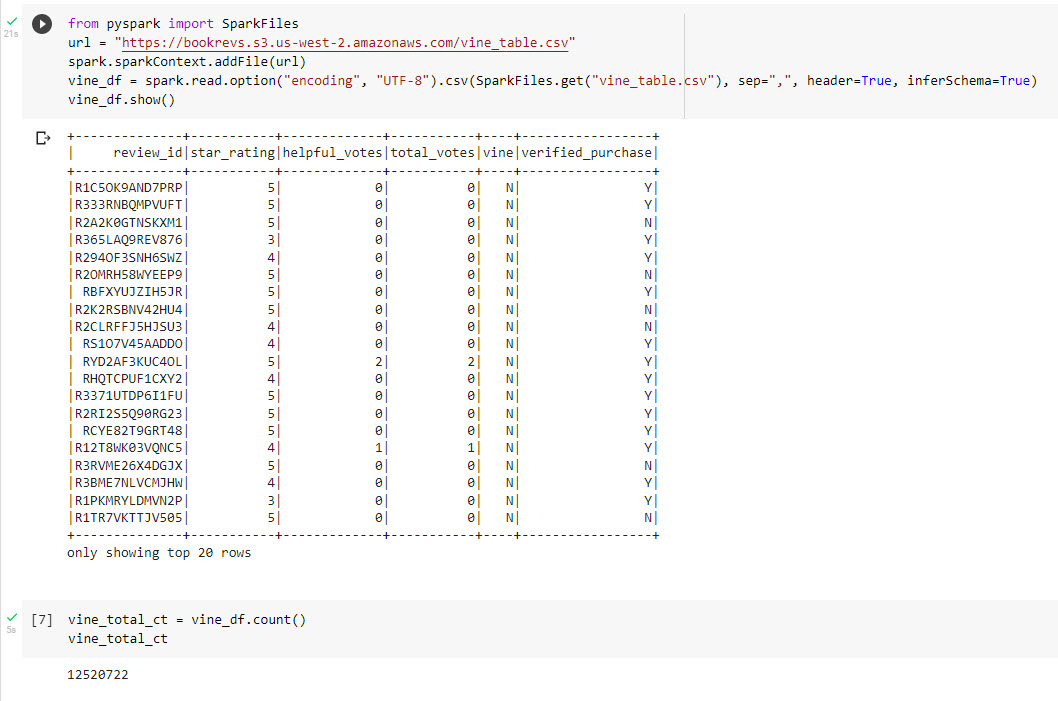 21s
from pyspark import SparkFiles
url = "https://bookrevs.s3.us-west-2.amazonaws.com/vine_table.csv"
spark.sparkContext.addFile(url)
vine_df = spark.read.option("encoding", "UTF-8").csv(SparkFiles.get("vine_table.csv"), sep=",", header=True, inferSchema=True)
vine_df.show()
+--------------+-----------+-------------+-----------+----+-----------------+
|     review_id|star_rating|helpful_votes|total_votes|vine|verified_purchase|
+--------------+-----------+-------------+-----------+----+-----------------+
|R1C5OK9AND7PRP|          5|            0|          0|   N|                Y|
|R333RNBQMPVUFT|          5|            0|          0|   N|                Y|
|R2A2K0GTNSKXM1|          5|            0|          0|   N|                N|
|R365LAQ9REV876|          3|            0|          0|   N|                Y|
|R294OF3SNH6SWZ|          4|            0|          0|   N|                Y|
|R2OMRH58WYEEP9|          5|            0|          0|   N|                N|
| RBFXYUJZIH5JR|          5|            0|          0|   N|                Y|
|R2K2RSBNV42HU4|          5|            0|          0|   N|                N|
|R2CLRFFJ5HJSU3|          4|            0|          0|   N|                N|
| RS1O7V45AADDO|          4|            0|          0|   N|                Y|
|RYD2AF3KUC4OL|          5|            2|          2|   N|                Y|
| RHQTCPUF1CXY2|          4|            0|          0|   N|                Y|
|R3371UTDP6I1FU|          5|            0|          0|   N|                Y|
|R2RI2S5Q90RG23|          5|            0|          0|   N|                Y|
| RCYE82T9GRT48|          5|            0|          0|   N|                Y|
|R12T8WK03VQNC5|          4|            1|          1|   N|                Y|
|R3RVME26X4DGJX|          5|            0|          0|   N|                N|
|R3BME7NLVCMJHW|          4|            0|          0|   N|                Y|
|R1PKMRYLDMVN2P|          3|            0|          0|   N|                Y|
|R1TR7VKTTJV505|          5|            0|          0|   N|                N|
+--------------+-----------+-------------+-----------+----+-----------------+
only showing top 20 rows
[7] vine_total_ct = vine_df.count()
5s
vine_total_ct
12520722